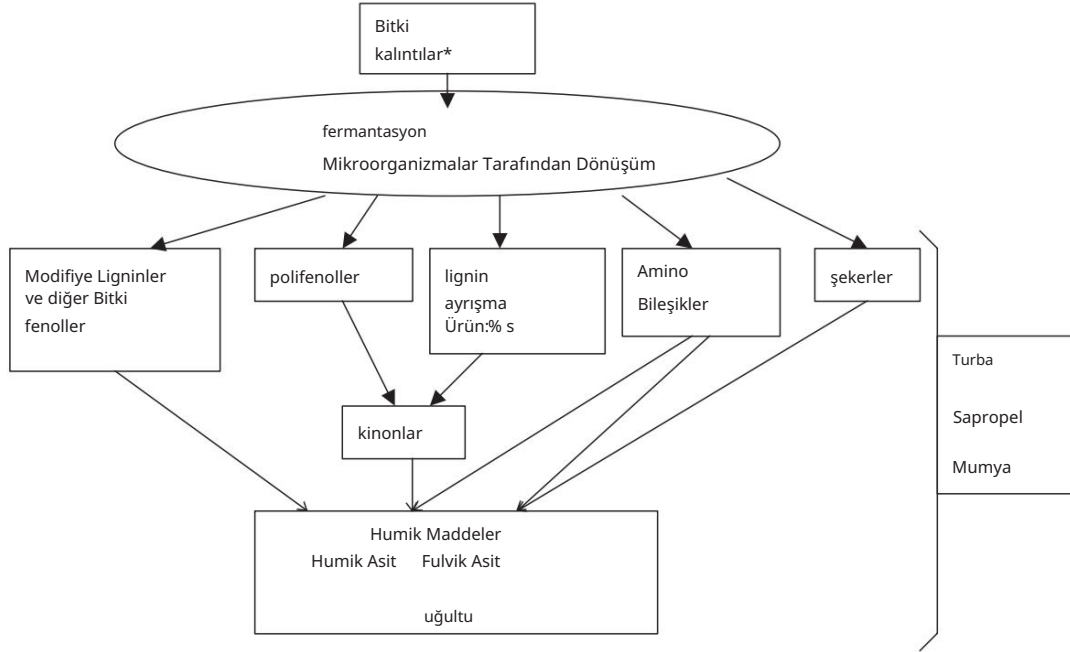 Bitki
kalıntılar*
fermantasyon
Mikroorganizmalar Tarafından Dönüşüm
Modifiye Ligninler
ve diğer Bitki
fenoller
polifenoller
lignin
ayrışma
Ürün:% s
Amino
Bileşikler
şekerler
kinonlar
Turba
Sapropel
Mumya
Humik Maddeler
Humik Asit Fulvik Asit
uğultu